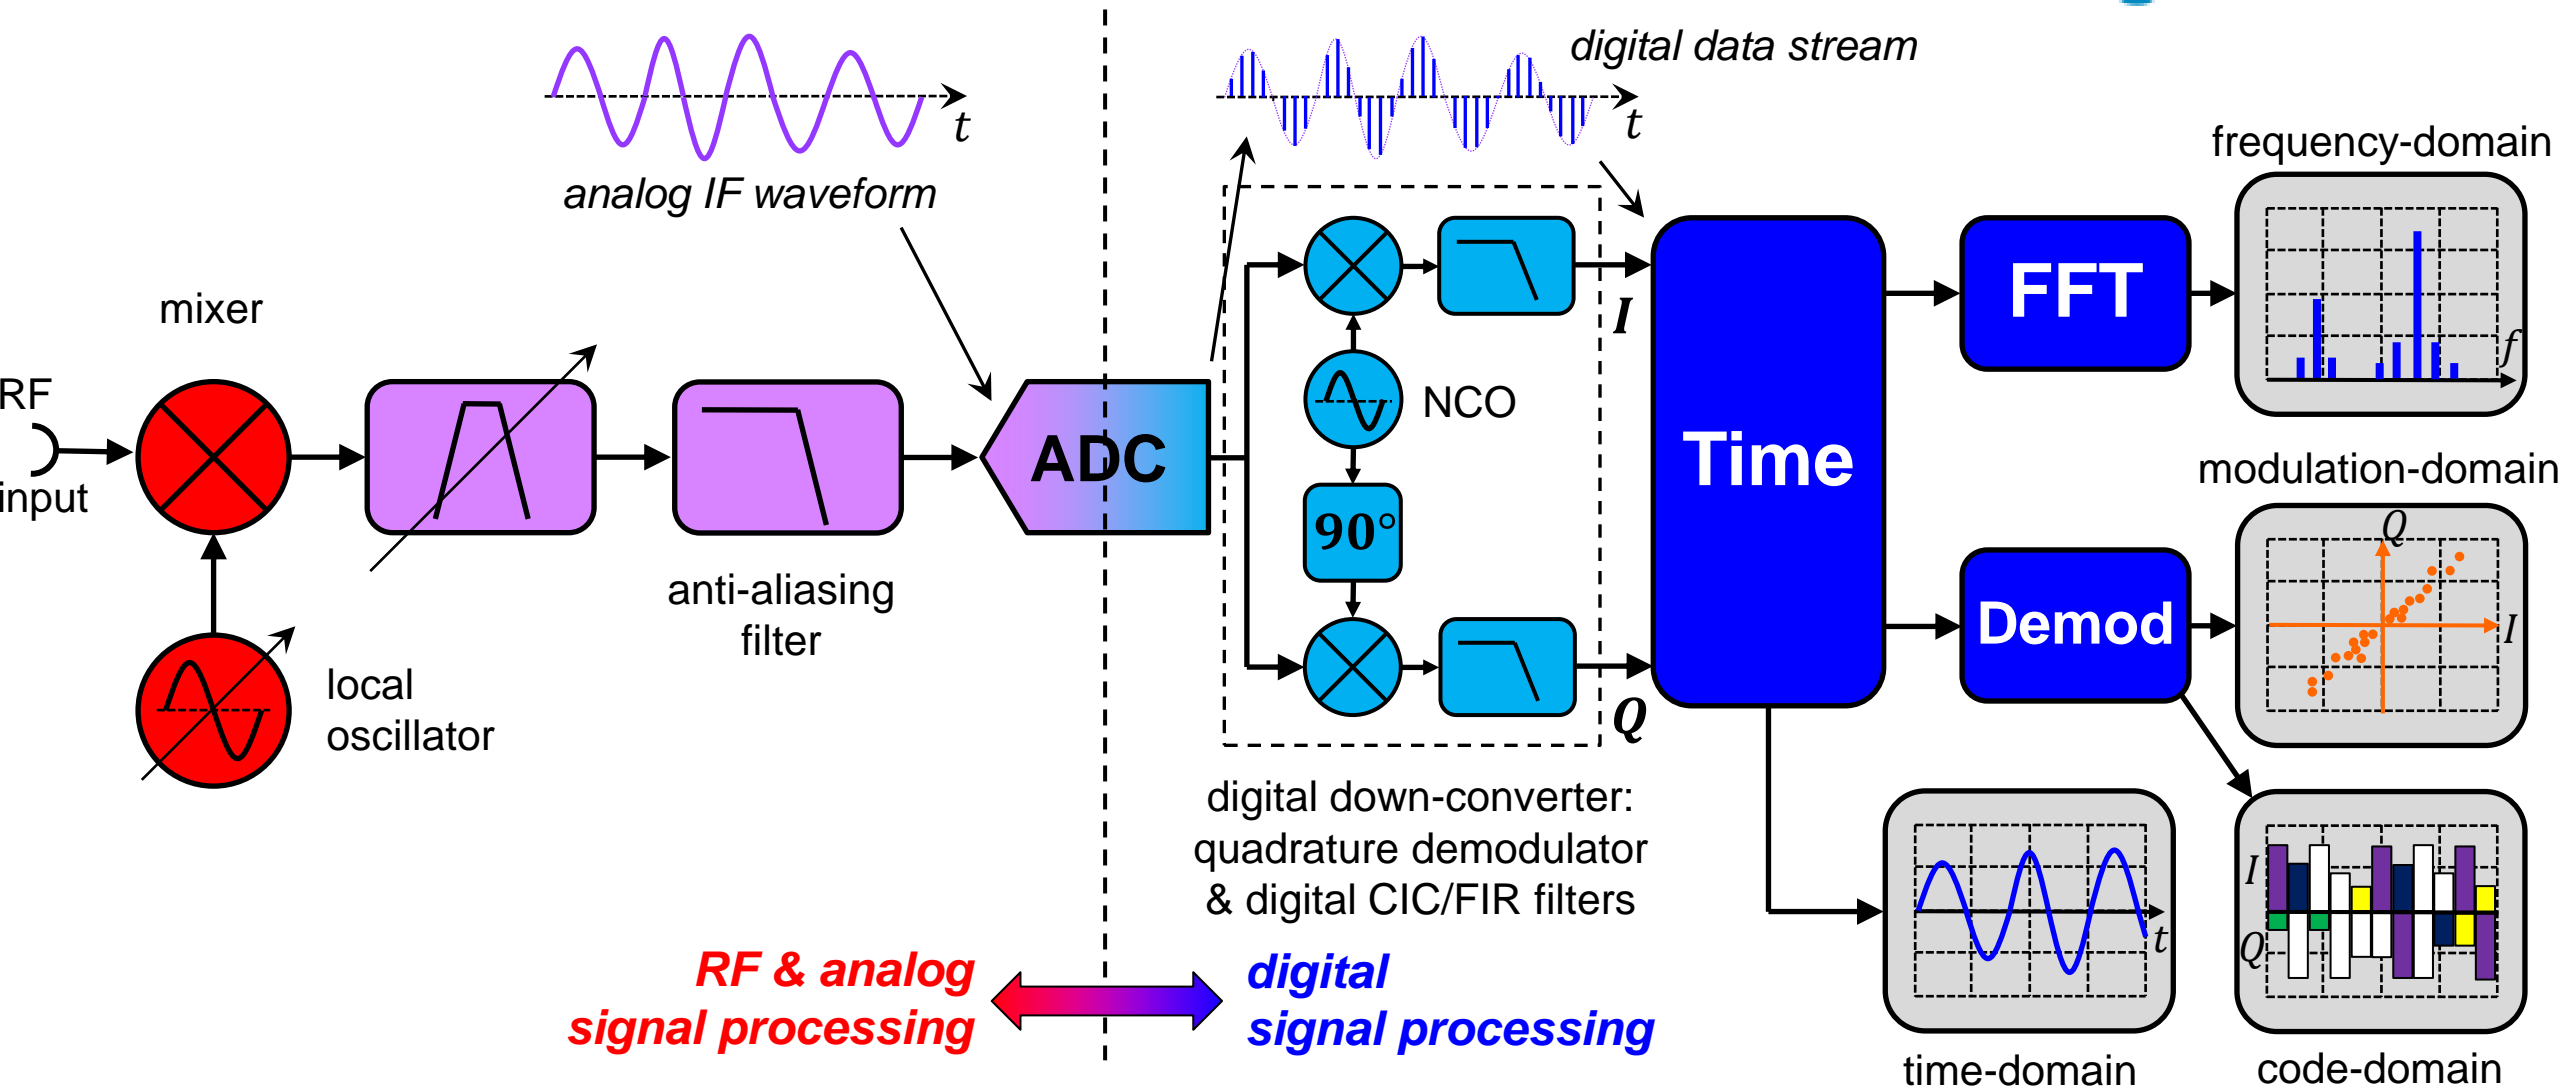 digital data stream
t
t
analog IF waveform
frequency-domain
f
mixer
RF
input
ADC
anti-aliasing
filter
local
oscillator
NCO
90°
I
Q
Time
FFT
Demod
modulation-domain
Q
I
digital down-converter:
quadrature demodulator
& digital CIC/FIR filters
t
time-domain
I
Q
code-domain
RF & analog
signal processing
digital
signal processing